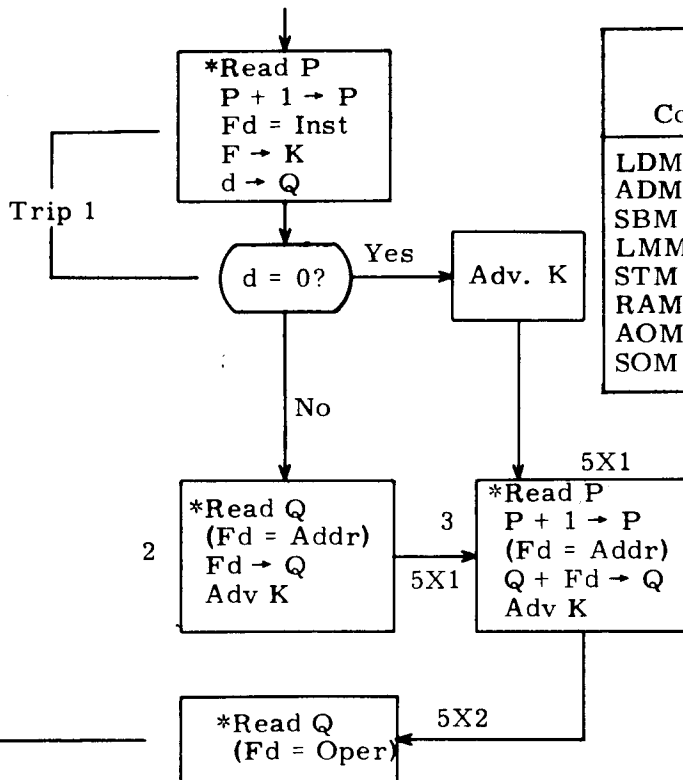 *Read P
P + 1 → P
Fd = Inst
F → K
d → Q
Trip 1
d = 0?
Yes
Adv. K
No
LDM
ADM
SBM
LMM
STM
RAM
AOM
SOM
2
*Read Q
(Fd = Addr)
Fd → Q
Adv K
5X1
3
5X1
*Read P
P + 1 → P
(Fd = Addr)
Q + Fd → Q
Adv K
5X2
*Read Q
(Fd = Oper)